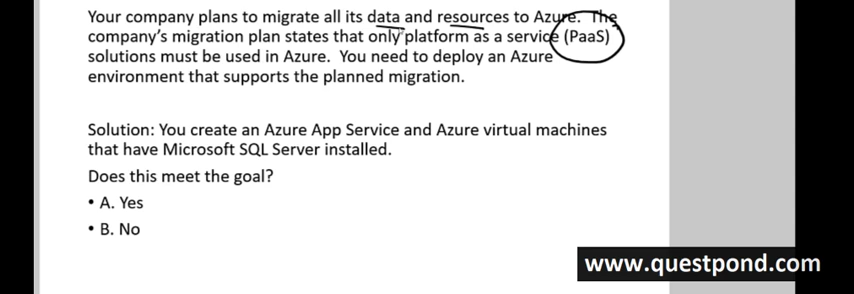 Your company plans to migrate all its data and resources to Azure. The
company's migration plan states that only platform as a service (PaaS)
solutions must be used in Azure. You need to deploy an Azure
environment that supports the planned migration.
Solution: You create an Azure App Service and Azure virtual machines
that have Microsoft SQL Server installed.
Does this meet the goal?
• A. Yes
• B. No
www.questpond.com